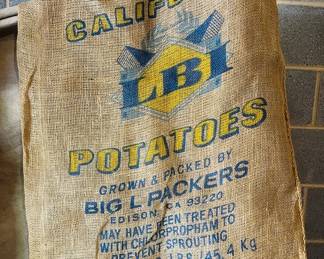 CALIF
LBI
POTATOES
GROWN & PACKED BY
BIG L PACKERS
EDISON, CA 93220
MAY HAVE BEEN TREATED
WITH CHLORPROPHAM TO
PREVENT SPROUTING
LBS. 45.4 Kg